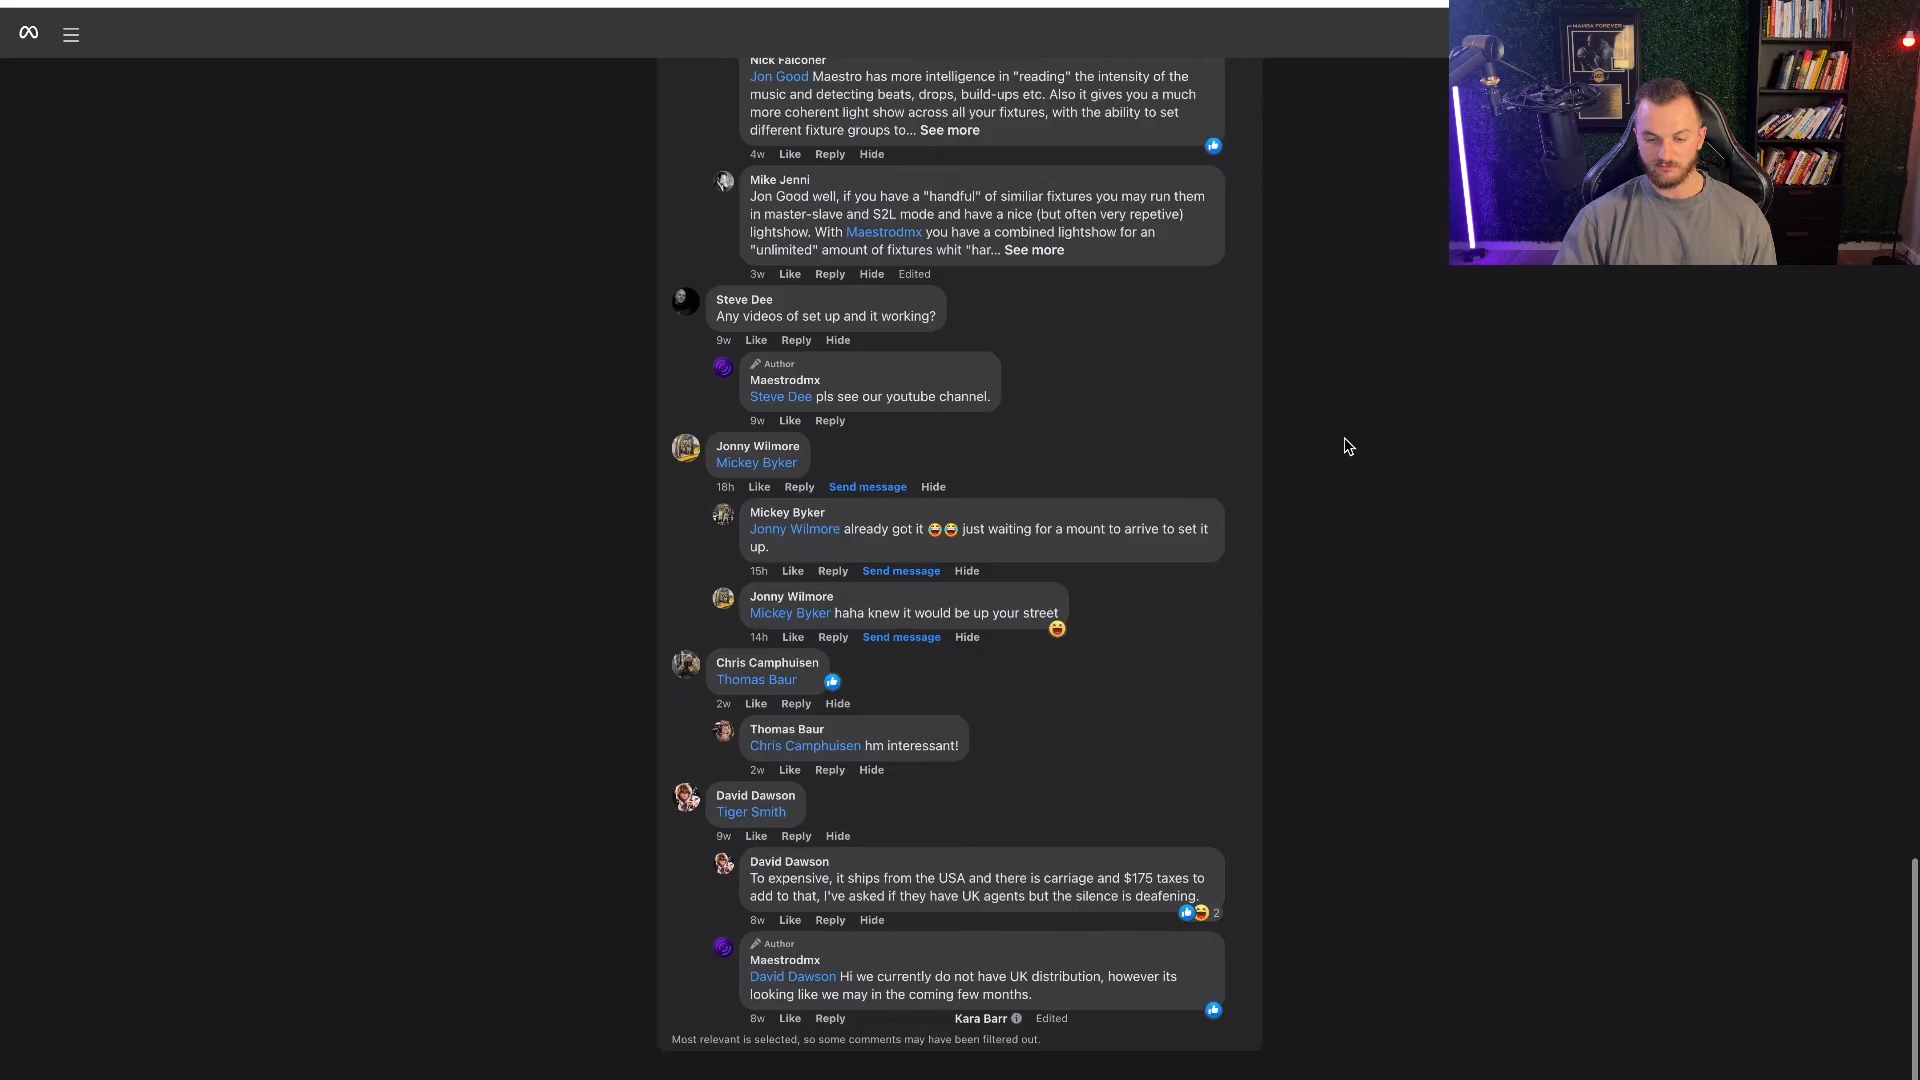 MAMBA FOREVER
Nick Falconer
Jon Good Maestro has more intelligence in "reading" the intensity of the
music and detecting beats, drops, build-ups etc. Also it gives you a much
more coherent light show across all your fixtures, with the ability to set
different fixture groups to... See more
4w Like Reply Hide
Mike Jenni
Jon Good well, if you have a "handful" of similiar fixtures you may run them
in master-slave and S2L mode and have a nice (but often very repetive)
lightshow. With Maestrodmx you have a combined lightshow for an
"unlimited" amount of fixtures whit "har... See more
3w Like Reply Hide Edited
Steve Dee
Any videos of set up and it working?
9w Like Reply Hide
Author
Maestrodmx
Steve Dee pls see our youtube channel.
9w Like Reply
Jonny Wilmore
Mickey Byker
18h Like Reply Send message Hide
Mickey Byker
Jonny Wilmore already got it 😂😂 just waiting for a mount to arrive to set it
up.
15h Like Reply Send message Hide
Jonny Wilmore
Mickey Byker haha knew it would be up your street
14h Like Reply Send message Hide
Chris Camphuisen
Thomas Baur
2w Like Reply Hide
Thomas Baur
Chris Camphuisen hm interessant!
2w Like Reply Hide
David Dawson
Tiger Smith
9w Like Reply Hide
David Dawson
To expensive, it ships from the USA and there is carriage and $175 taxes to
add to that, I've asked if they have UK agents but the silence is deafening.
2
8w Like Reply Hide
Author
Maestrodmx
David Dawson Hi we currently do not have UK distribution, however its
looking like we may in the coming few months.
8w Like Reply Kara Barr Edited
Most relevant is selected, so some comments may have been filtered out.